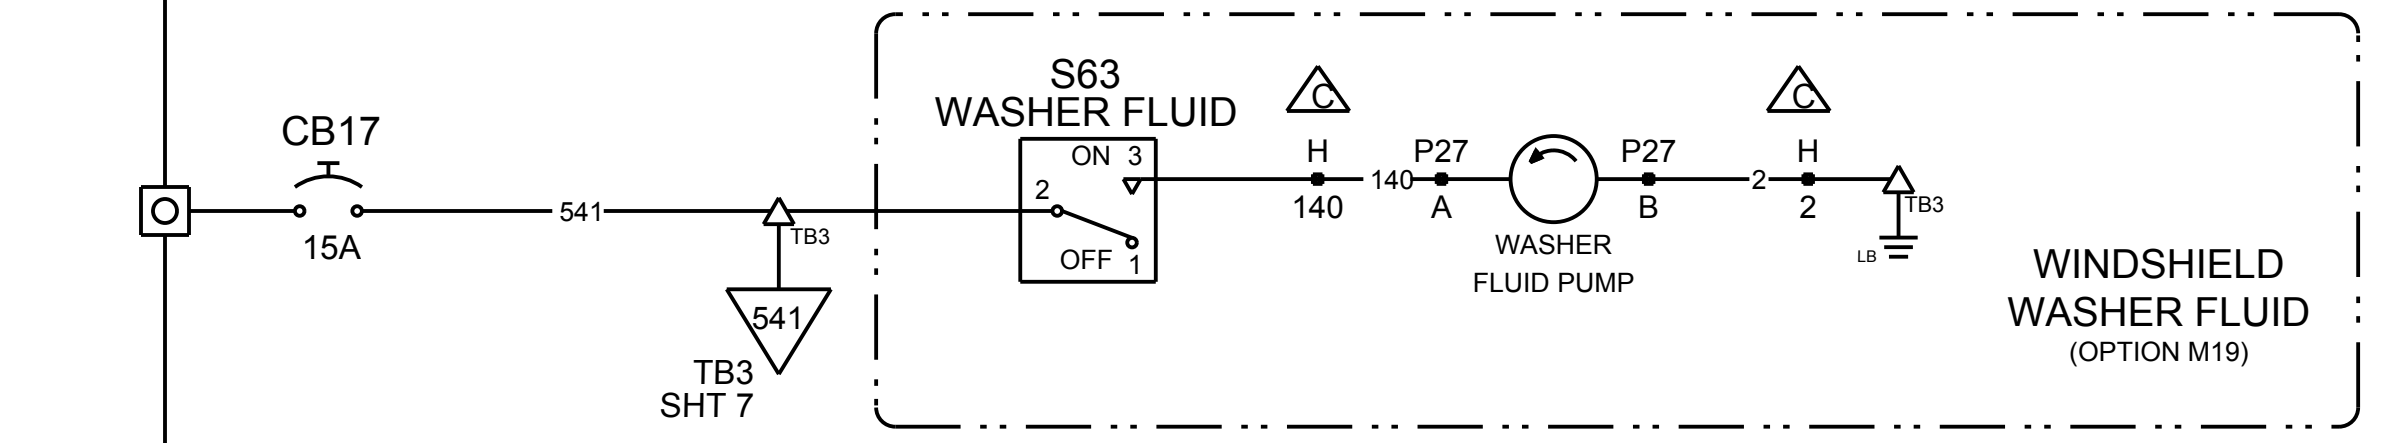 CB17
15A
541
TB3
541
TB3
SHT 7
S63
WASHER FLUID
ON 3
2
OFF 1
C
H
140
140
P27
A
WASHER
FLUID PUMP
P27
B
2
C
H
2
TB3
LB
WINDSHIELD
WASHER FLUID
(OPTION M19)